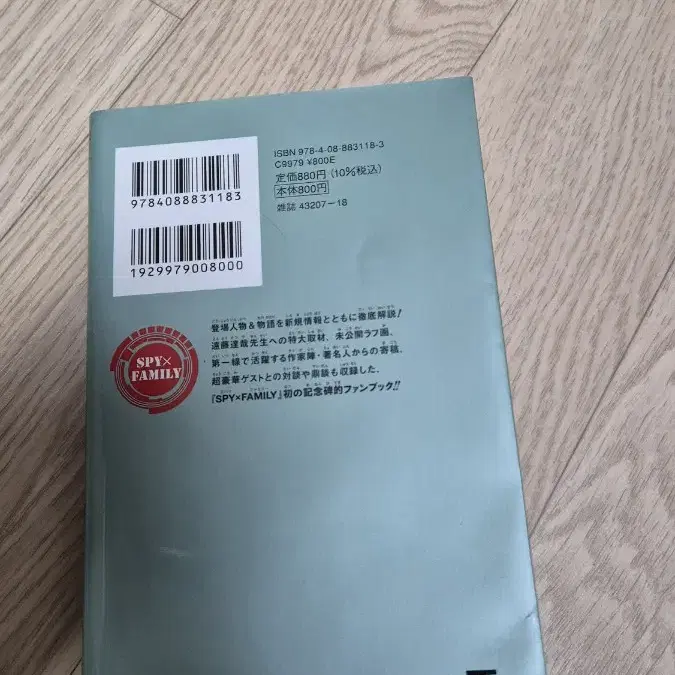 ISBN 978-4-08-883118-3
C9979 ¥800E
定価880円(10%税込)
本体800円
雑誌 43207-18
9784088831183
1929979008000
SPY×
FAMILY
登場人物&物語を新規情報とともに徹底解説!
遠藤達哉先生への特大取材、未公開ラフ画、
第一線で活躍する作家陣・著名人からの寄稿、
超豪華ゲストとの対談や鼎談も収録した、
『SPY×FAMILY』初の記念碑的ファンブック!!